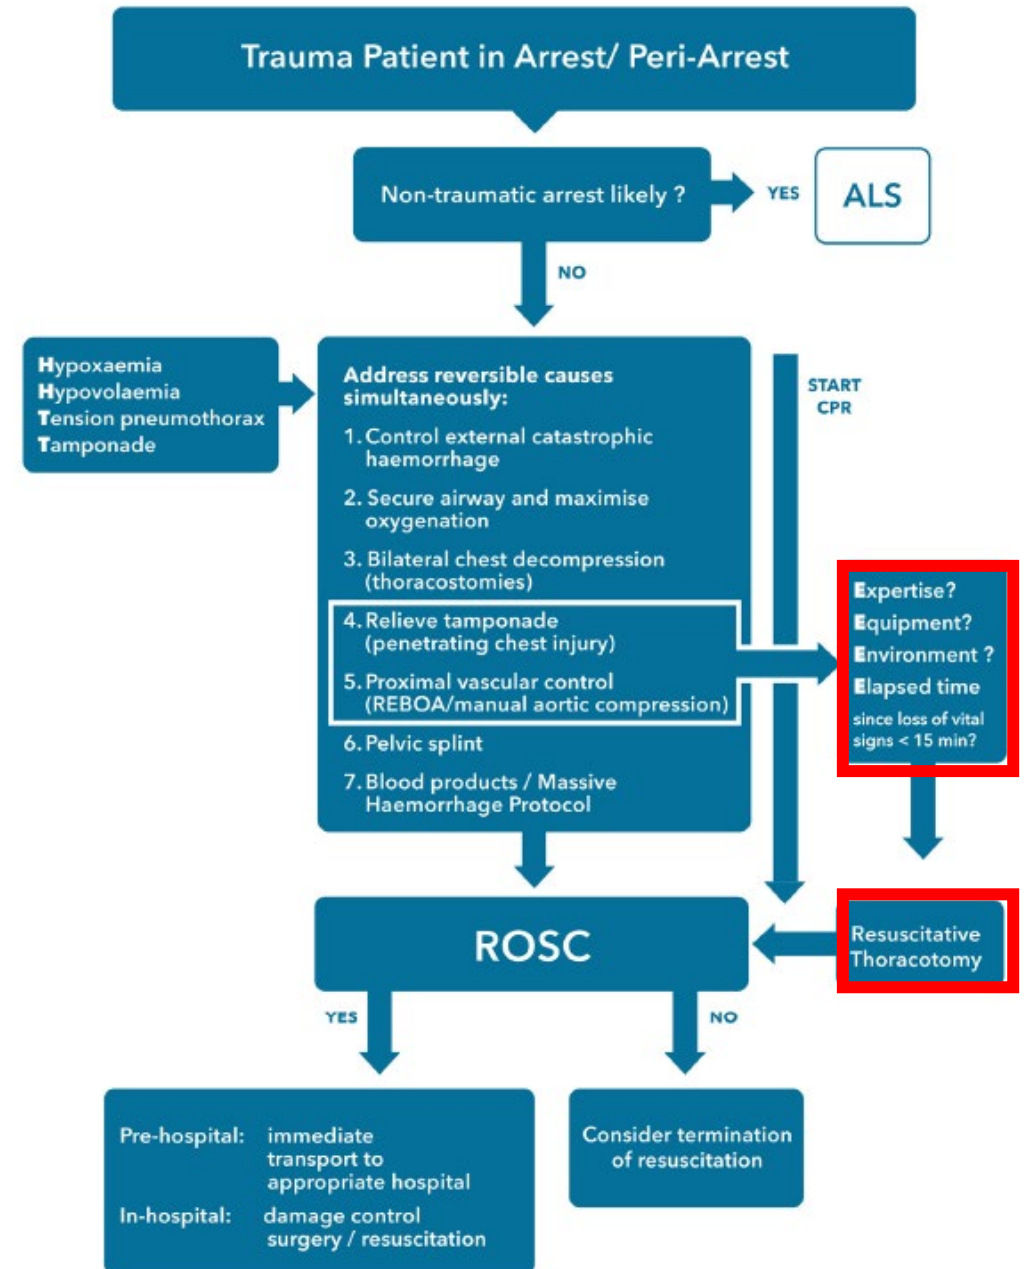 Trauma Patient in Arrest/ Peri-Arrest
Non-traumatic arrest likely ?
YES
ALS
NO
Hypoxaemia
Hypovolaemia
Tension pneumothorax
Tamponade
Address reversible causes
simultaneously:
1. Control external catastrophic
haemorrhage
2. Secure airway and maximise
oxygenation
3. Bilateral chest decompression
(thoracostomies)
4. Relieve tamponade
(penetrating chest injury)
5. Proximal vascular control
(REBOA/manual aortic compression)
6. Pelvic splint
7. Blood products / Massive
Haemorrhage Protocol
START
CPR
Expertise?
Equipment?
Environment ?
Elapsed time
since loss of vital
signs < 15 min?
Resuscitative
Thoracotomy
ROSC
YES
NO
Pre-hospital: immediate
transport to
appropriate hospital
In-hospital: damage control
surgery / resuscitation
Consider termination
of resuscitation